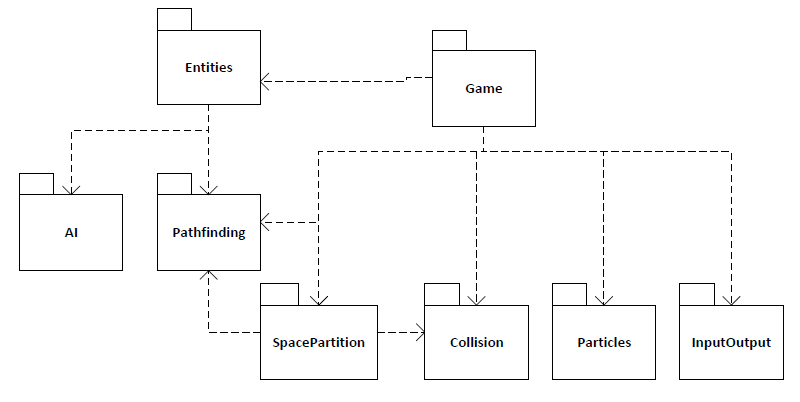 Entities
Game
AI
Pathfinding
SpacePartition
Collision
Particles
InputOutput